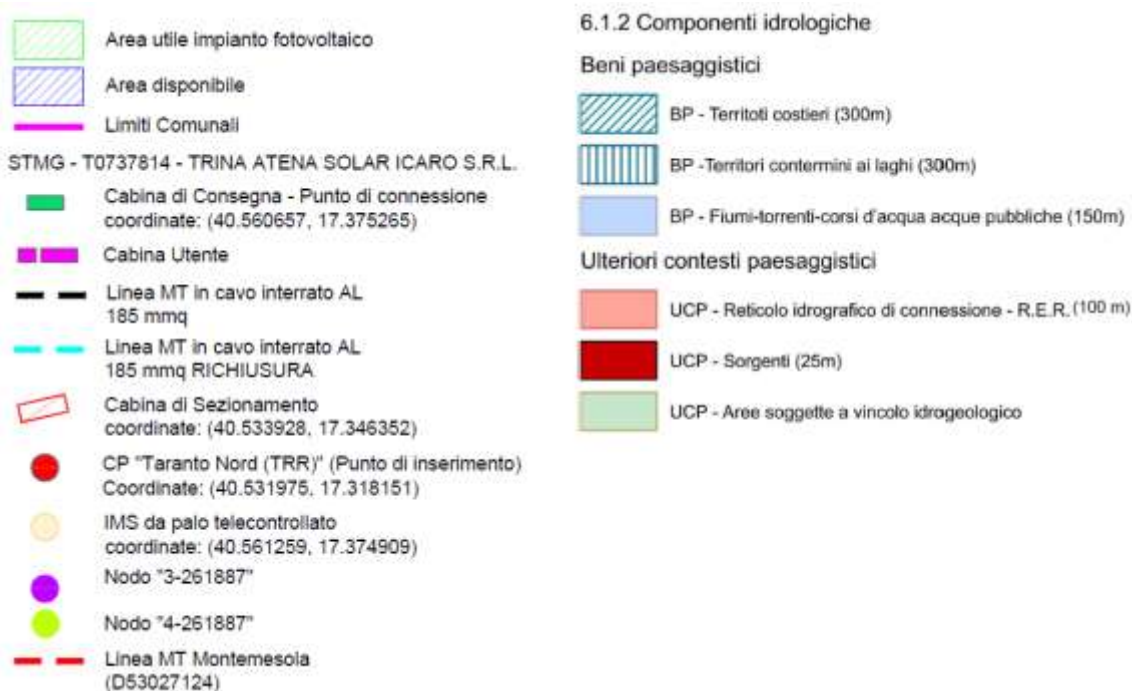 Area utile impianto fotovoltaico
Area disponibile
Limiti Comunali
STMG - T0737814 - TRINA ATENA SOLAR ICARO S.R.L.
Cabina di Consegna - Punto di connessione
coordinate: (40.560657, 17.375265)
Cabina Utente
Linea MT in cavo interrato AL
185 mmq
Linea MT in cavo interrato AL
185 mmq RICHIUSURA
Cabina di Sezionamento
coordinate: (40.533928, 17.346352)
CP "Taranto Nord (TRR)" (Punto di inserimento)
Coordinate: (40.531975, 17.318151)
IMS da palo telecontrollato
coordinate: (40.561259, 17.374909)
Nodo "3-261887"
Nodo "4-261887"
Linea MT Montemesola
(D53027124)
6.1.2 Componenti idrologiche
Beni paesaggistici
BP - Territoti costieri (300m)
BP -Territori contermini ai laghi (300m)
BP - Fiumi-torrenti-corsi d'acqua acque pubbliche (150m)
Ulteriori contesti paesaggistici
UCP - Reticolo idrografico di connessione - R.E.R. (100 m)
UCP - Sorgenti (25m)
UCP - Aree soggette a vincolo idrogeologico